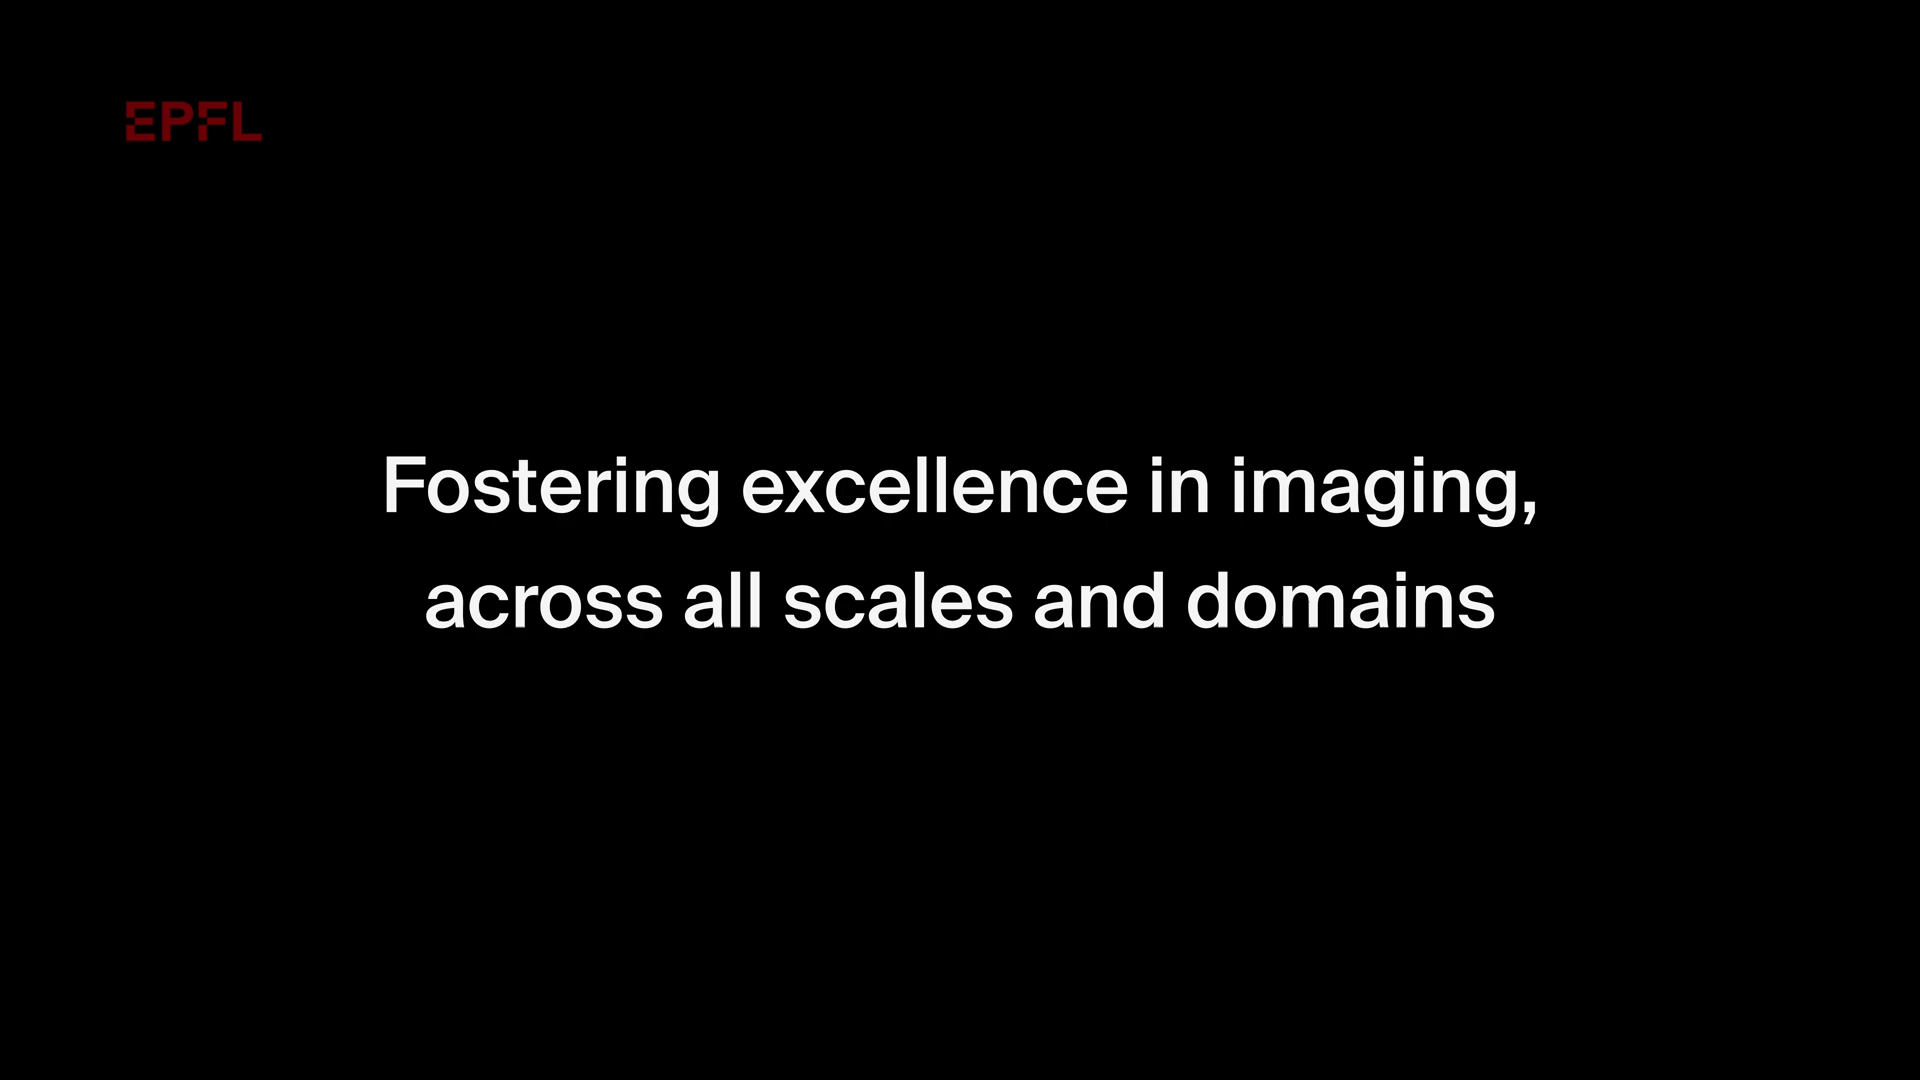 EPFL
Fostering excellence in imaging,
across all scales and domains